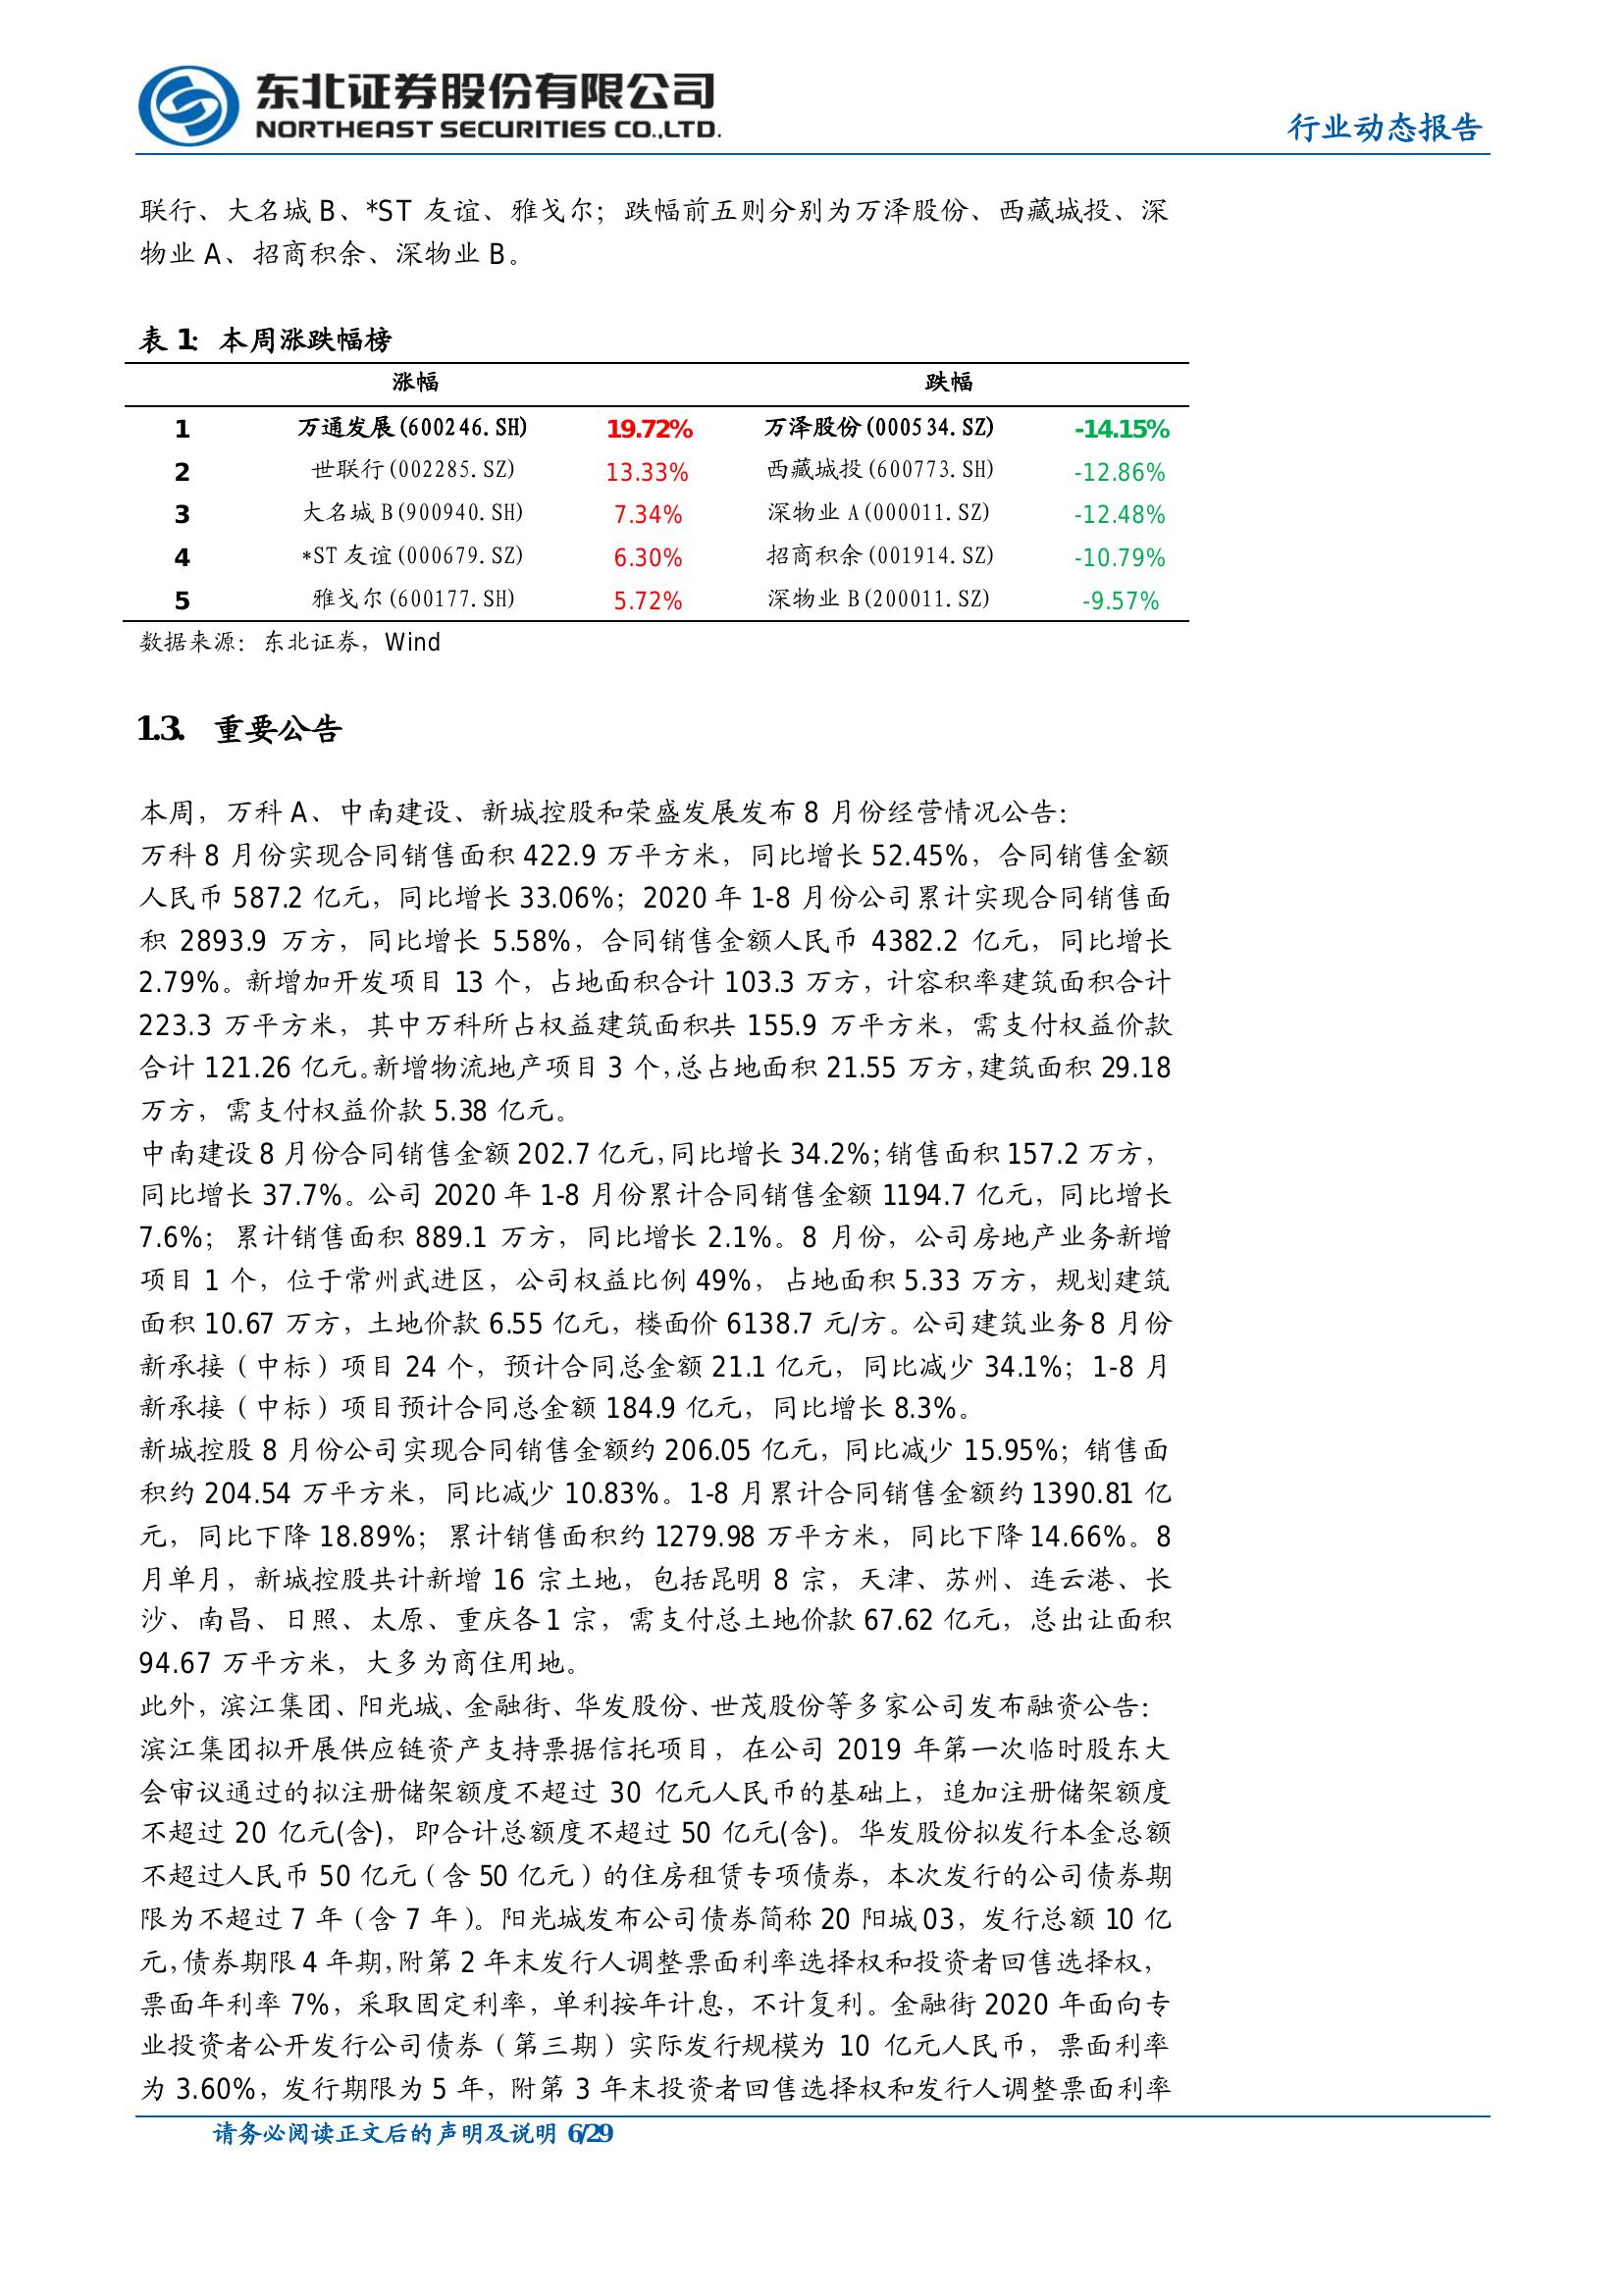 东北证券股份有限公司
NORTHEAST SECURITIES CO.,LTD.
行业动态报告
联行、大名城 B、*ST 友谊、雅戈尔；跌幅前五则分别为万泽股份、西藏城投、深
物业 A、招商积余、深物业 B。
表 1：本周涨跌幅榜
涨幅 跌幅
1 万通发展(600246.SH) 19.72% 万泽股份(000534.SZ) -14.15%
2 世联行(002285.SZ) 13.33% 西藏城投(600773.SH) -12.86%
3 大名城 B(900940.SH) 7.34% 深物业 A(000011.SZ) -12.48%
4 *ST 友谊(000679.SZ) 6.30% 招商积余(001914.SZ) -10.79%
5 雅戈尔(600177.SH) 5.72% 深物业 B(200011.SZ) -9.57%
数据来源：东北证券，Wind
1.3. 重要公告
本周，万科 A、中南建设、新城控股和荣盛发展发布 8 月份经营情况公告：
万科 8 月份实现合同销售面积 422.9 万平方米，同比增长 52.45%，合同销售金额
人民币 587.2 亿元，同比增长 33.06%；2020 年 1-8 月份公司累计实现合同销售面
积 2893.9 万方，同比增长 5.58%，合同销售金额人民币 4382.2 亿元，同比增长
2.79%。新增加开发项目 13 个，占地面积合计 103.3 万方，计容积率建筑面积合计
223.3 万平方米，其中万科所占权益建筑面积共 155.9 万平方米，需支付权益价款
合计 121.26 亿元。新增物流地产项目 3 个，总占地面积 21.55 万方，建筑面积 29.18
万方，需支付权益价款 5.38 亿元。
中南建设 8 月份合同销售金额 202.7 亿元，同比增长 34.2%；销售面积 157.2 万方，
同比增长 37.7%。公司 2020 年 1-8 月份累计合同销售金额 1194.7 亿元，同比增长
7.6%；累计销售面积 889.1 万方，同比增长 2.1%。8 月份，公司房地产业务新增
项目 1 个，位于常州武进区，公司权益比例 49%，占地面积 5.33 万方，规划建筑
面积 10.67 万方，土地价款 6.55 亿元，楼面价 6138.7 元/方。公司建筑业务 8 月份
新承接（中标）项目 24 个，预计合同总金额 21.1 亿元，同比减少 34.1%；1-8 月
新承接（中标）项目预计合同总金额 184.9 亿元，同比增长 8.3%。
新城控股 8 月份公司实现合同销售金额约 206.05 亿元，同比减少 15.95%；销售面
积约 204.54 万平方米，同比减少 10.83%。1-8 月累计合同销售金额约 1390.81 亿
元，同比下降 18.89%；累计销售面积约 1279.98 万平方米，同比下降 14.66%。8
月单月，新城控股共计新增 16 宗土地，包括昆明 8 宗，天津、苏州、连云港、长
沙、南昌、日照、太原、重庆各 1 宗，需支付总土地价款 67.62 亿元，总出让面积
94.67 万平方米，大多为商住用地。
此外，滨江集团、阳光城、金融街、华发股份、世茂股份等多家公司发布融资公告：
滨江集团拟开展供应链资产支持票据信托项目，在公司 2019 年第一次临时股东大
会审议通过的拟注册储架额度不超过 30 亿元人民币的基础上，追加注册储架额度
不超过 20 亿元(含)，即合计总额度不超过 50 亿元(含)。华发股份拟发行本金总额
不超过人民币 50 亿元（含 50 亿元）的住房租赁专项债券，本次发行的公司债券期
限为不超过 7 年（含 7 年）。阳光城发布公司债券简称 20 阳城 03，发行总额 10 亿
元，债券期限 4 年期，附第 2 年末发行人调整票面利率选择权和投资者回售选择权，
票面年利率 7%，采取固定利率，单利按年计息，不计复利。金融街 2020 年面向专
业投资者公开发行公司债券（第三期）实际发行规模为 10 亿元人民币，票面利率
为 3.60%，发行期限为 5 年，附第 3 年末投资者回售选择权和发行人调整票面利率
请务必阅读正文后的声明及说明 6/29